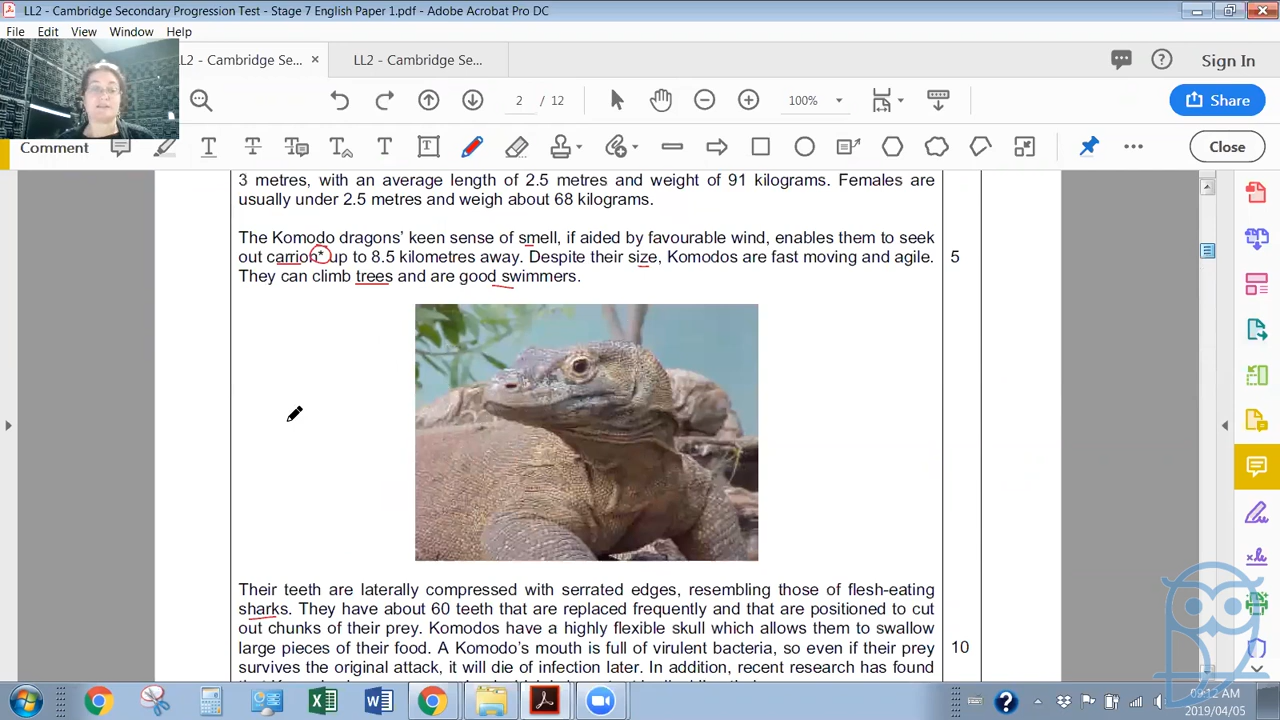 LL2 - Cambridge Secondary Progression Test - Stage 7 English Paper 1.pdf - Adobe Acrobat Pro DC
File Edit View Window Help
LL2 - Cambridge Se... × LL2 - Cambridge Se... Sign In
2 / 12 100% Share
Comment Close
3 metres, with an average length of 2.5 metres and weight of 91 kilograms. Females are
usually under 2.5 metres and weigh about 68 kilograms.
The Komodo dragons' keen sense of smell, if aided by favourable wind, enables them to seek
out carrion* up to 8.5 kilometres away. Despite their size, Komodos are fast moving and agile. 5
They can climb trees and are good swimmers.
Their teeth are laterally compressed with serrated edges, resembling those of flesh-eating
sharks. They have about 60 teeth that are replaced frequently and that are positioned to cut
out chunks of their prey. Komodos have a highly flexible skull which allows them to swallow
large pieces of their food. A Komodo's mouth is full of virulent bacteria, so even if their prey 10
survives the original attack, it will die of infection later. In addition, recent research has found
09:12 AM
2019/04/05